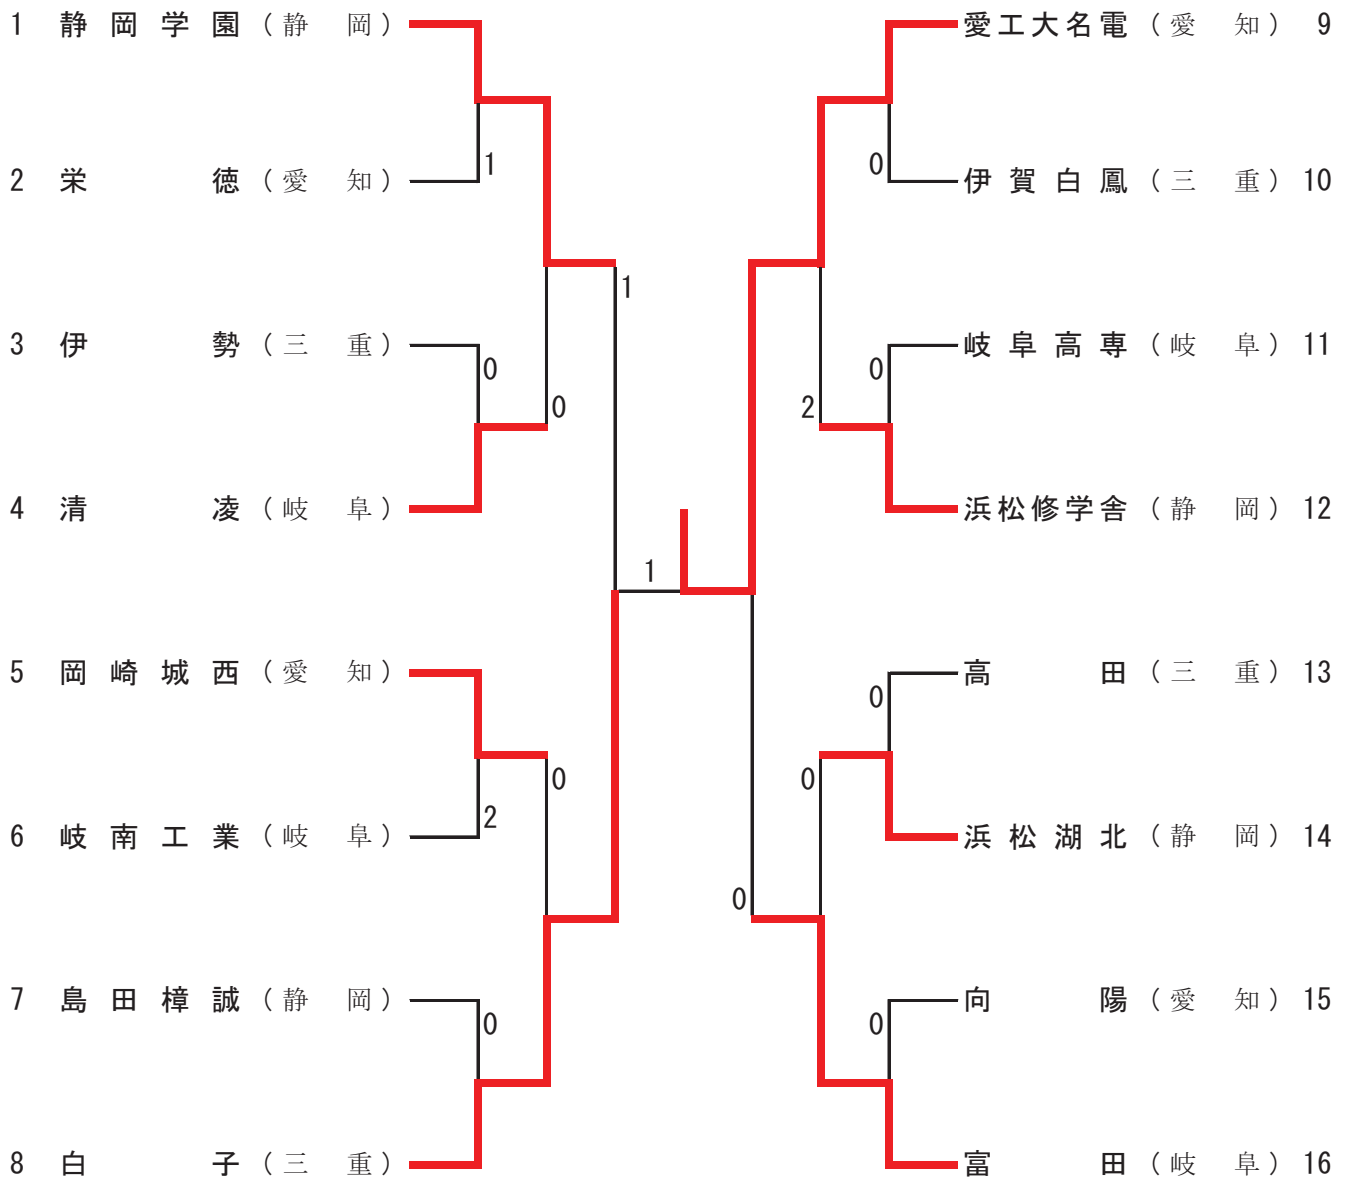 1 静岡学園（静岡） 愛工大名電（愛知） 9
2 栄徳（愛知） 1 0 伊賀白鳳（三重） 10
1
3 伊勢（三重） 岐阜高専（岐阜） 11
0 0
0 2
4 清凌（岐阜） 浜松修学舎（静岡） 12
1
5 岡崎城西（愛知） 高田（三重） 13
0
0 0
6 岐南工業（岐阜） 2 浜松湖北（静岡） 14
0
7 島田樟誠（静岡） 向陽（愛知） 15
0 0
8 白子（三重） 富田（岐阜） 16